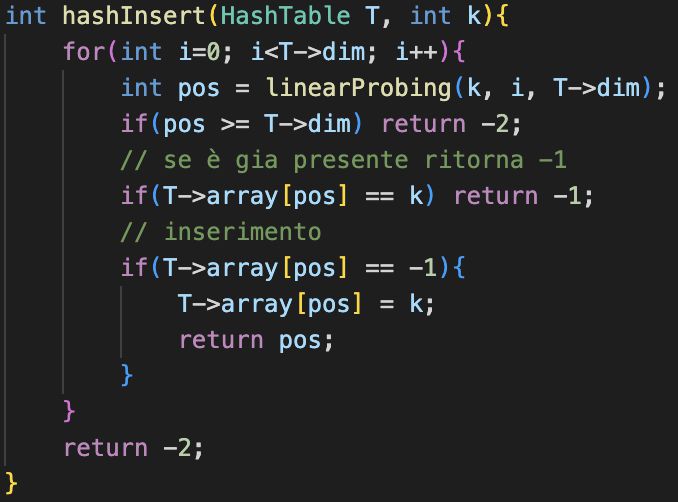 int hashInsert(HashTable T, int k){
    for(int i=0; i<T->dim; i++){
        int pos = linearProbing(k, i, T->dim);
        if(pos >= T->dim) return -2;
        // se è gia presente ritorna -1
        if(T->array[pos] == k) return -1;
        // inserimento
        if(T->array[pos] == -1){
            T->array[pos] = k;
            return pos;
        }
    }
    return -2;
}